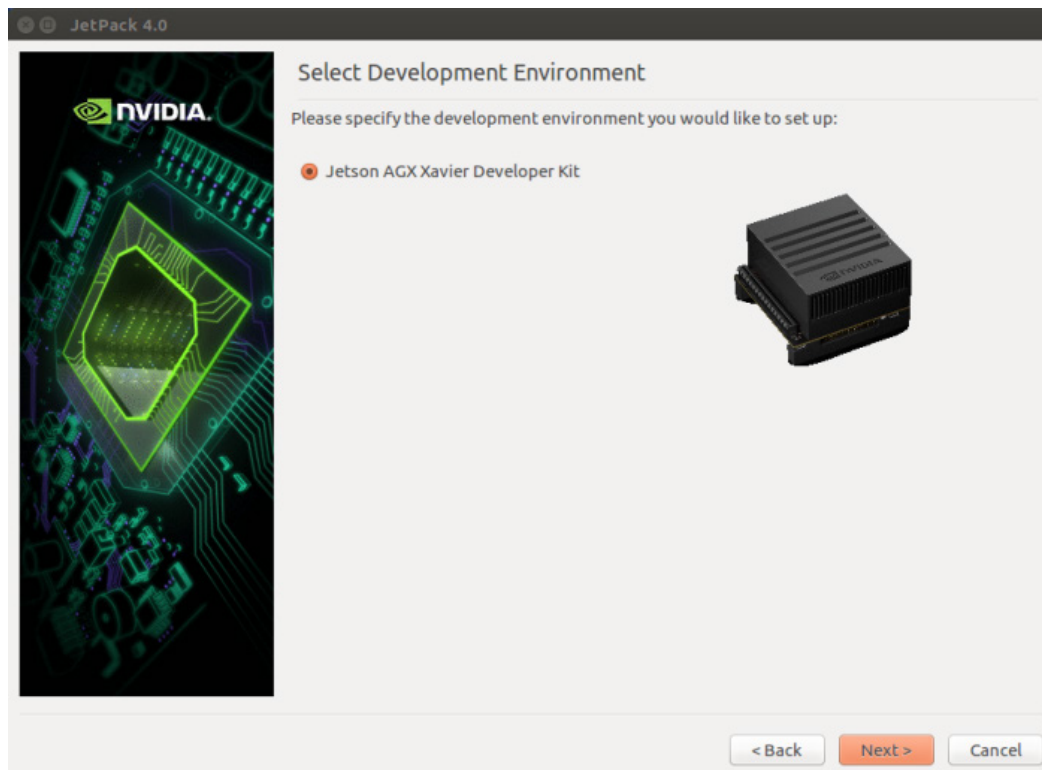 JetPack 4.0
NVIDIA.
Select Development Environment
Please specify the development environment you would like to set up:
Jetson AGX Xavier Developer Kit
NVIDIA
< Back
Next >
Cancel